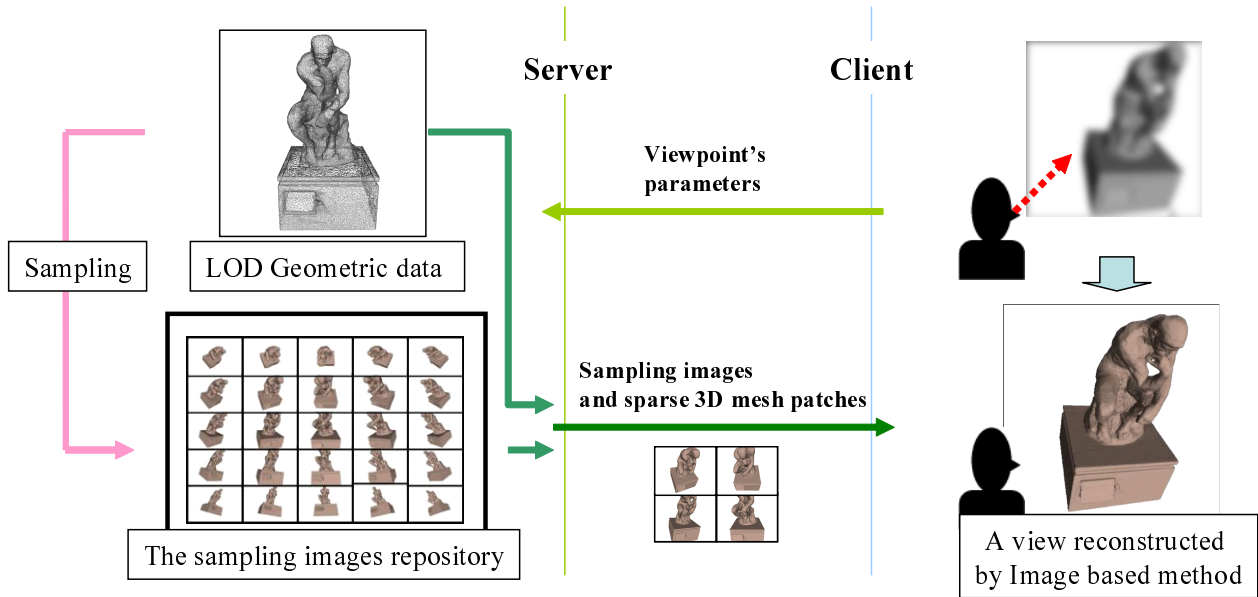 Server
Client
Viewpoint’s
parameters
Sampling
LOD Geometric data
Sampling images
and sparse 3D mesh patches
The sampling images repository
A view reconstructed
by Image based method